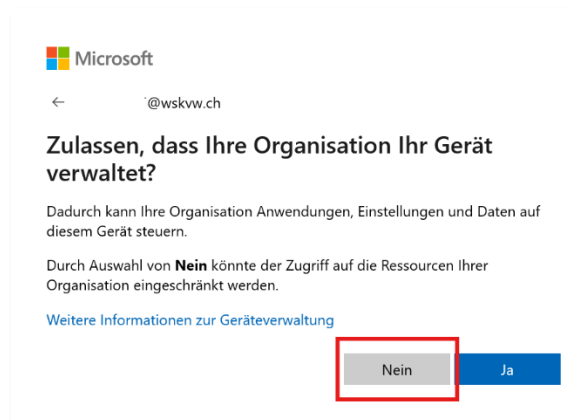 Microsoft
← @wskvw.ch
Zulassen, dass Ihre Organisation Ihr Gerät
verwaltet?
Dadurch kann Ihre Organisation Anwendungen, Einstellungen und Daten auf
diesem Gerät steuern.
Durch Auswahl von Nein könnte der Zugriff auf die Ressourcen Ihrer
Organisation eingeschränkt werden.
Weitere Informationen zur Geräteverwaltung
Nein Ja